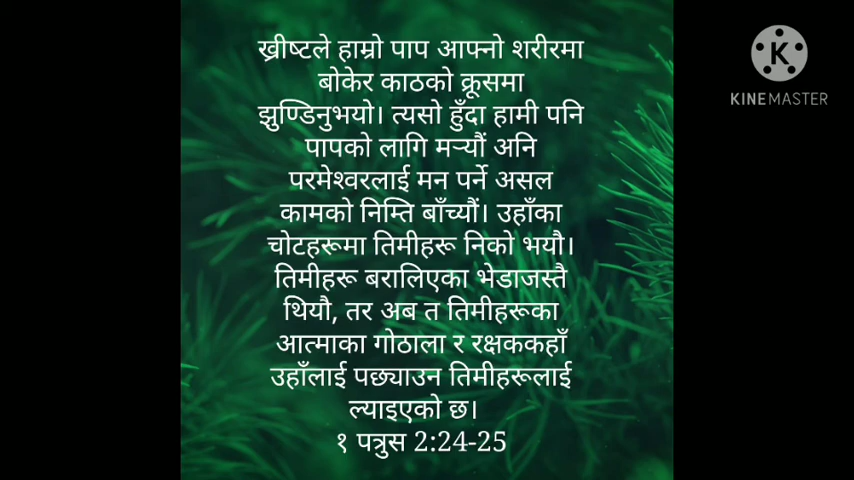 ख्रीष्टले हाम्रो पाप आफ्नो शरीरमा
बोकेर काठको क्रूसमा
झुण्डिनुभयो। त्यसो हुँदा हामी पनि
पापको लागि मऱ्यौं अनि
परमेश्वरलाई मन पर्ने असल
कामको निम्ति बाँच्यौं। उहाँका
चोटहरूमा तिमीहरू निको भयौ।
तिमीहरू बरालिएका भेडाजस्तै
थियौ, तर अब त तिमीहरूका
आत्माका गोठाला र रक्षककहाँ
उहाँलाई पछ्याउन तिमीहरूलाई
ल्याइएको छ।
१ पत्रुस 2:24-25
K
KINEMASTER